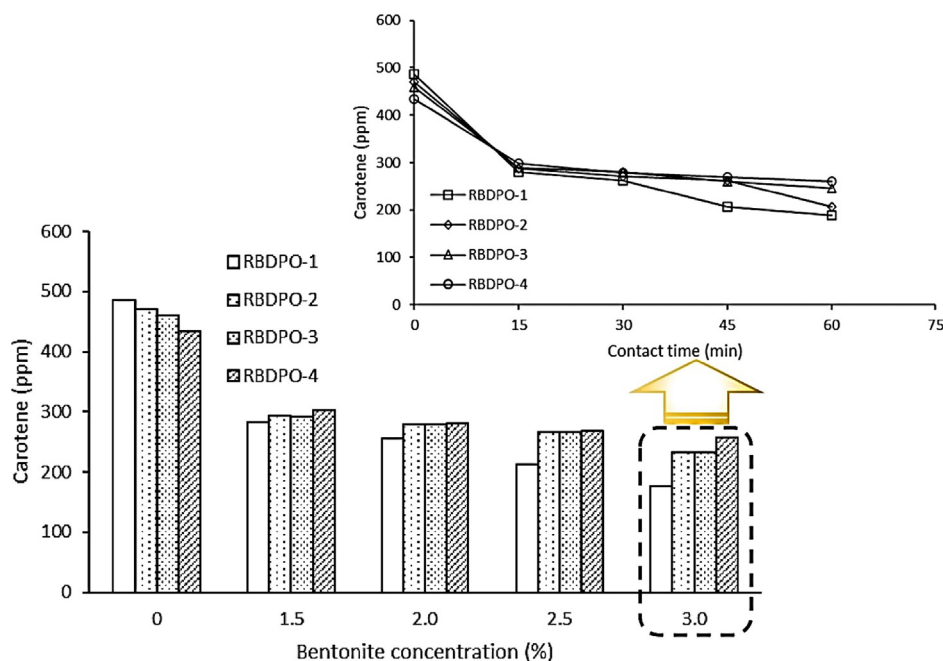 600
500
400
300
200
100
0
Carotene (ppm)
RBDPO-1
RBDPO-2
RBDPO-3
RBDPO-4
0 15 30 45 60 75
Contact time (min)
600
500
400
300
200
100
0
Carotene (ppm)
RBDPO-1
RBDPO-2
RBDPO-3
RBDPO-4
0 1.5 2.0 2.5 3.0
Bentonite concentration (%)